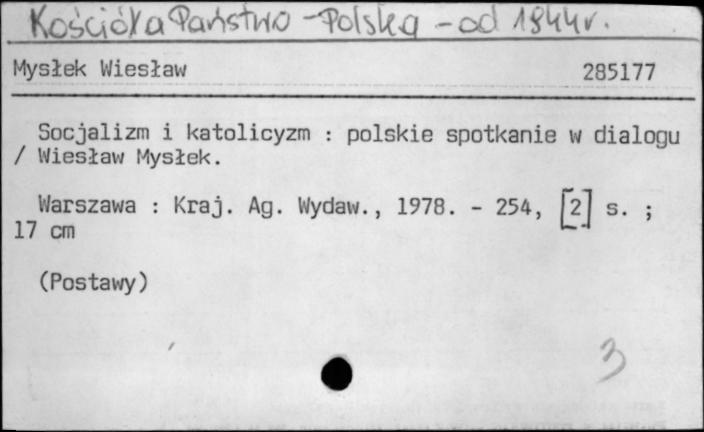 Kościół a Państwo - Polska - od 1944 r.
Mysłek Wiesław 285177
Socjalizm i katolicyzm : polskie spotkanie w dialogu
/ Wiesław Mysłek.
Warszawa : Kraj. Ag. Wydaw., 1978. - 254, [2] s. ;
17 cm
(Postawy)
3